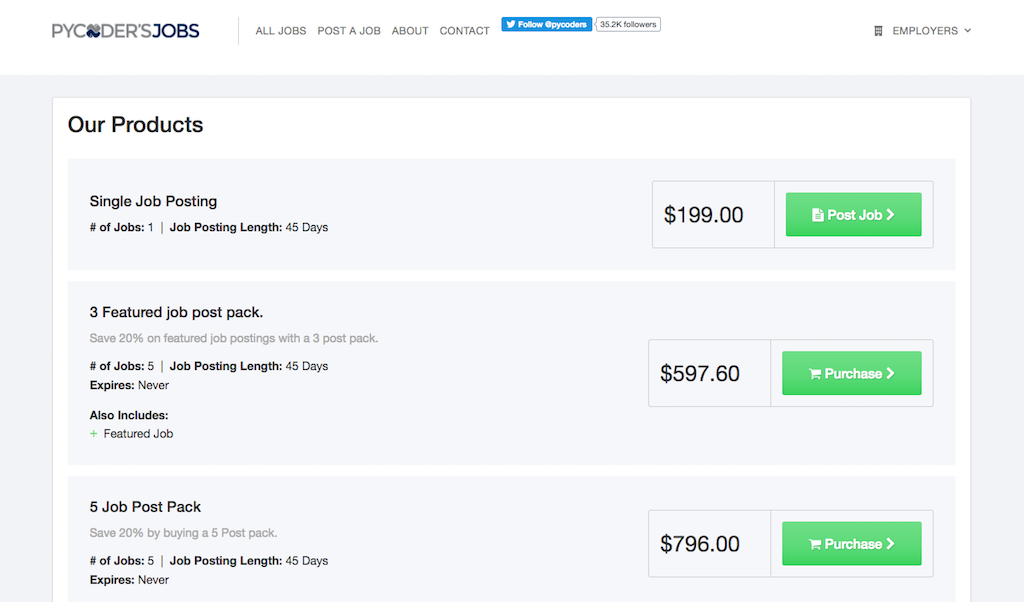 PYCODER'SJOBS
ALL JOBS POST A JOB ABOUT CONTACT
Follow @pycoders 35.2K followers
EMPLOYERS
Our Products
Single Job Posting
# of Jobs: 1 | Job Posting Length: 45 Days
$199.00
Post Job
3 Featured job post pack.
Save 20% on featured job postings with a 3 post pack.
# of Jobs: 5 | Job Posting Length: 45 Days
Expires: Never
Also Includes:
+ Featured Job
$597.60
Purchase
5 Job Post Pack
Save 20% by buying a 5 Post pack.
# of Jobs: 5 | Job Posting Length: 45 Days
Expires: Never
$796.00
Purchase